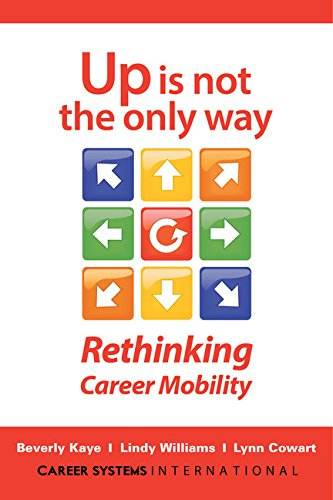 Up is not
the only way
Rethinking
Career Mobility
Beverly Kaye I Lindy Williams I Lynn Cowart
CAREER SYSTEMS INTERNATIONAL